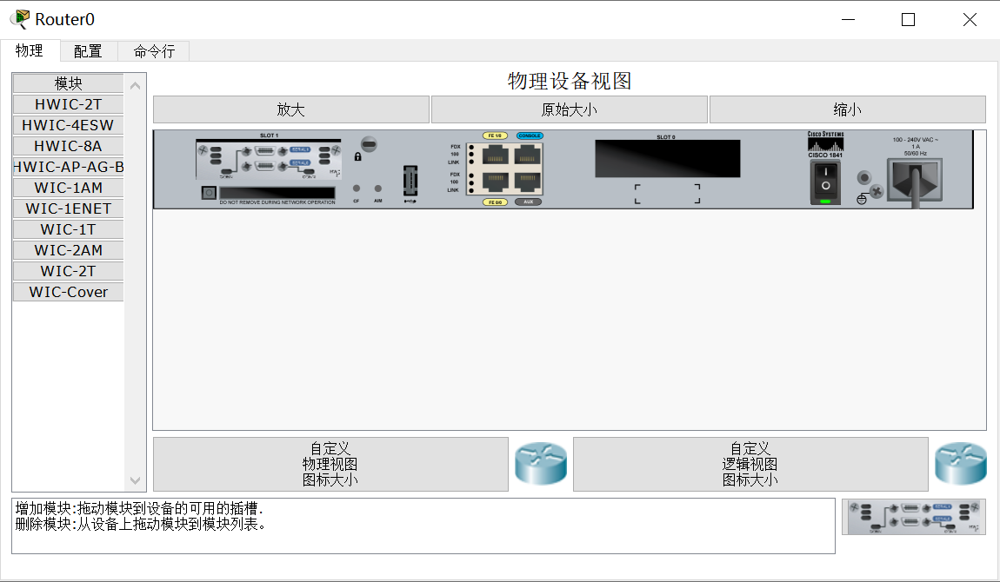 Router0
物理
配置
命令行
模块
HWIC-2T
HWIC-4ESW
HWIC-8A
HWIC-AP-AG-B
WIC-1AM
WIC-1ENET
WIC-1T
WIC-2AM
WIC-2T
WIC-Cover
物理设备视图
放大
原始大小
缩小
SLOT 1
SERIAL1
SERIAL0
DO NOT REMOVE DURING NETWORK OPERATION
CF
AIM
FDX
100
LINK
FDX
100
LINK
FE 1/0
CONSOLE
FE 0/0
AUX
SLOT 0
CISCO SYSTEMS
CISCO 1841
100 - 240V VAC ~
1 A
50/60 Hz
自定义
物理视图
图标大小
自定义
逻辑视图
图标大小
增加模块:拖动模块到设备的可用的插槽.
删除模块:从设备上拖动模块到模块列表。